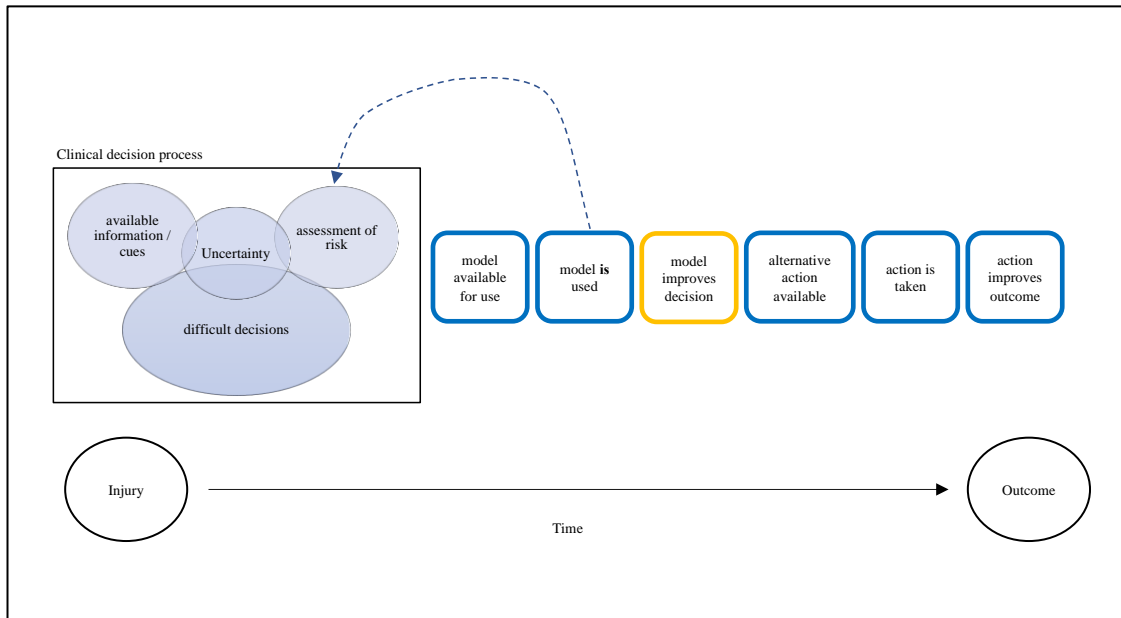 Clinical decision process
available
information /
cues
Uncertainty
assessment of
risk
difficult decisions
model
available
for use
model is
used
model
improves
decision
alternative
action
available
action is
taken
action
improves
outcome
Injury
Time
Outcome